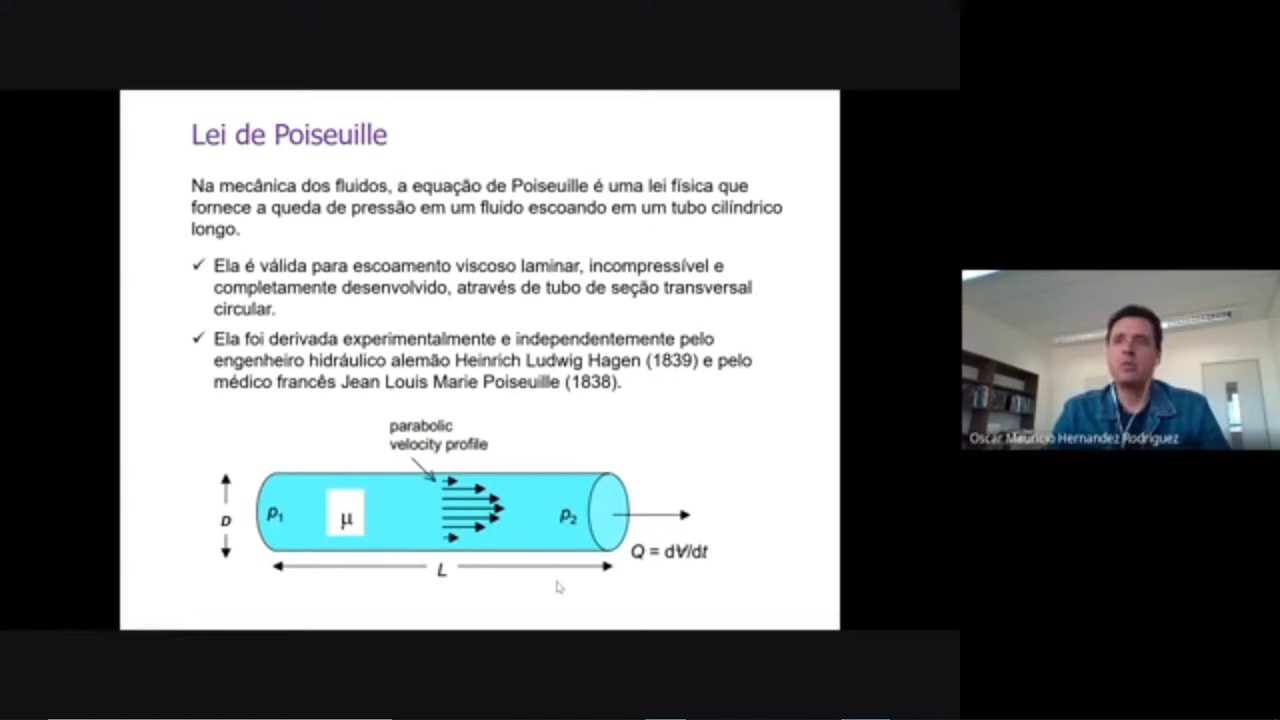 Lei de Poiseuille
Na mecânica dos fluidos, a equação de Poiseuille é uma lei física que
fornece a queda de pressão em um fluido escoando em um tubo cilíndrico
longo.
✓ Ela é válida para escoamento viscoso laminar, incompressível e
completamente desenvolvido, através de tubo de seção transversal
circular.
✓ Ela foi derivada experimentalmente e independentemente pelo
engenheiro hidráulico alemão Heinrich Ludwig Hagen (1839) e pelo
médico francês Jean Louis Marie Poiseuille (1838).
parabolic
velocity profile
D
p₁
μ
p₂
Q = dV/dt
L
Oscar Mauricio Hernandez Rodriguez